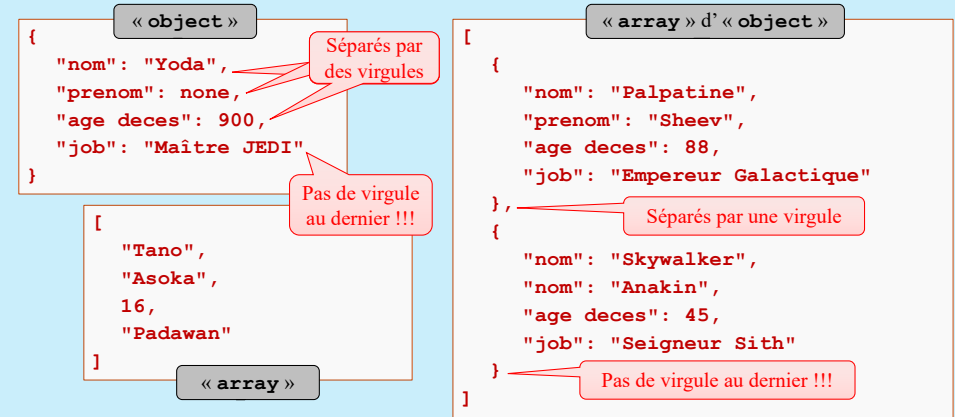 « object »
{
"nom": "Yoda",
"prenom": none,
"age deces": 900,
"job": "Maître JEDI"
}
Séparés par
des virgules
Pas de virgule
au dernier !!!
[
"Tano",
"Asoka",
16,
"Padawan"
]
« array »
« array » d' « object »
[
{
"nom": "Palpatine",
"prenom": "Sheev",
"age deces": 88,
"job": "Empereur Galactique"
},
Séparés par une virgule
{
"nom": "Skywalker",
"nom": "Anakin",
"age deces": 45,
"job": "Seigneur Sith"
}
Pas de virgule au dernier !!!
]